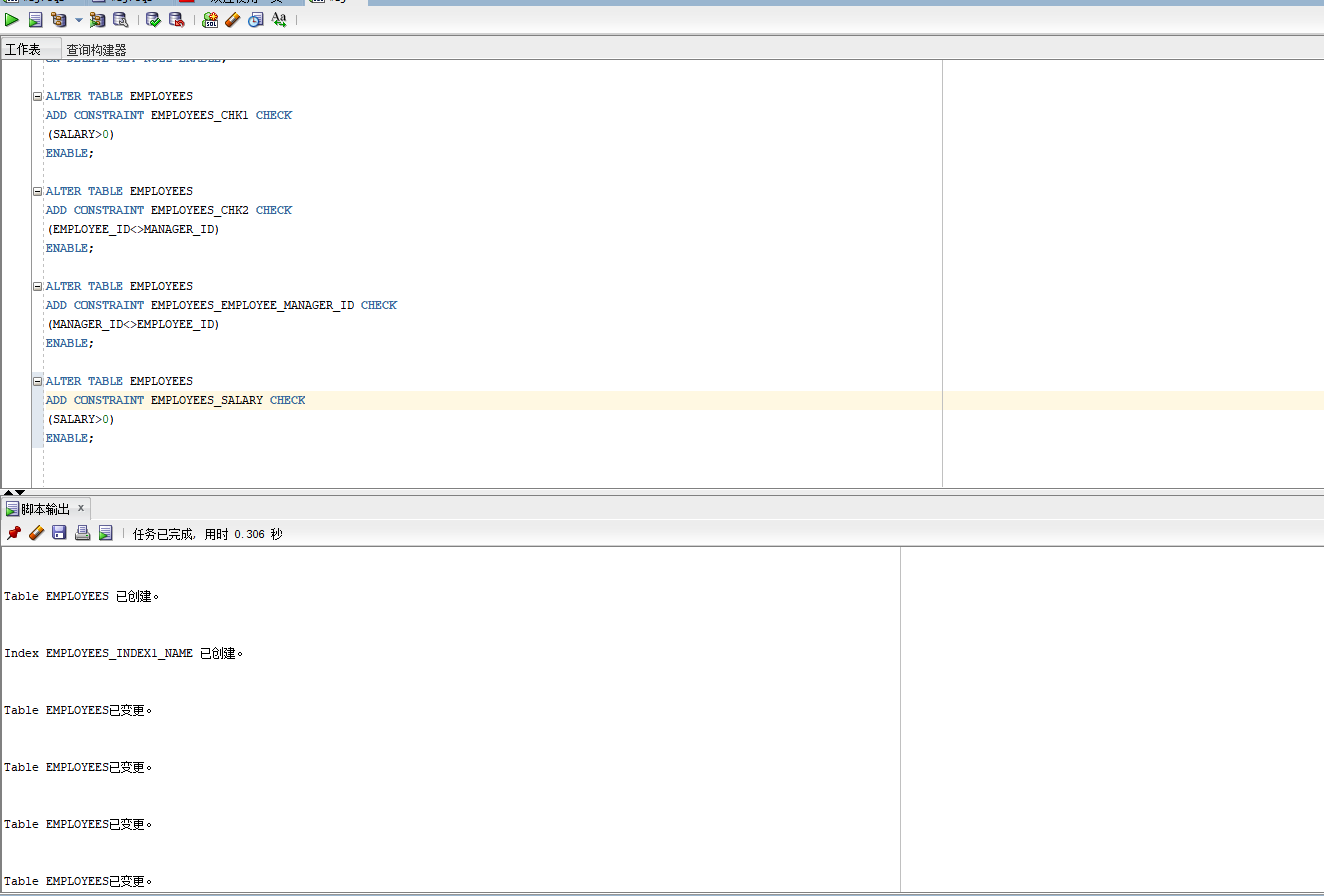 工作表 查询构建器
ON DELETE SET NULL ENABLE;
ALTER TABLE EMPLOYEES
ADD CONSTRAINT EMPLOYEES_CHK1 CHECK
(SALARY>0)
ENABLE;
ALTER TABLE EMPLOYEES
ADD CONSTRAINT EMPLOYEES_CHK2 CHECK
(EMPLOYEE_ID<>MANAGER_ID)
ENABLE;
ALTER TABLE EMPLOYEES
ADD CONSTRAINT EMPLOYEES_EMPLOYEE_MANAGER_ID CHECK
(MANAGER_ID<>EMPLOYEE_ID)
ENABLE;
ALTER TABLE EMPLOYEES
ADD CONSTRAINT EMPLOYEES_SALARY CHECK
(SALARY>0)
ENABLE;
脚本输出 x
任务已完成, 用时 0.306 秒
Table EMPLOYEES 已创建。
Index EMPLOYEES_INDEX1_NAME 已创建。
Table EMPLOYEES已变更。
Table EMPLOYEES已变更。
Table EMPLOYEES已变更。
Table EMPLOYEES已变更。